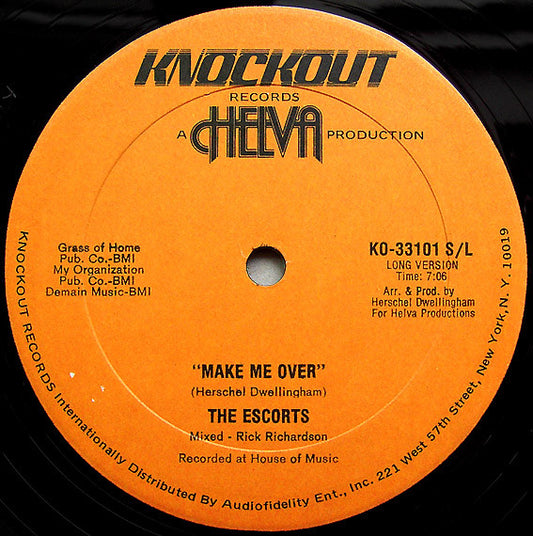 KNOCKOUT
RECORDS
A HELVA PRODUCTION
Grass of Home
Pub. Co.-BMI
My Organization
Pub. Co.-BMI
Demain Music-BMI
KO-33101 S/L
LONG VERSION
Time: 7:06
Arr. & Prod. by
Herschel Dwellingham
For Helva Productions
"MAKE ME OVER"
(Herschel Dwellingham)
THE ESCORTS
Mixed - Rick Richardson
Recorded at House of Music
KNOCKOUT RECORDS Internationally Distributed By Audiofidelity Ent., Inc. 221 West 57th Street, New York, N. Y. 10019